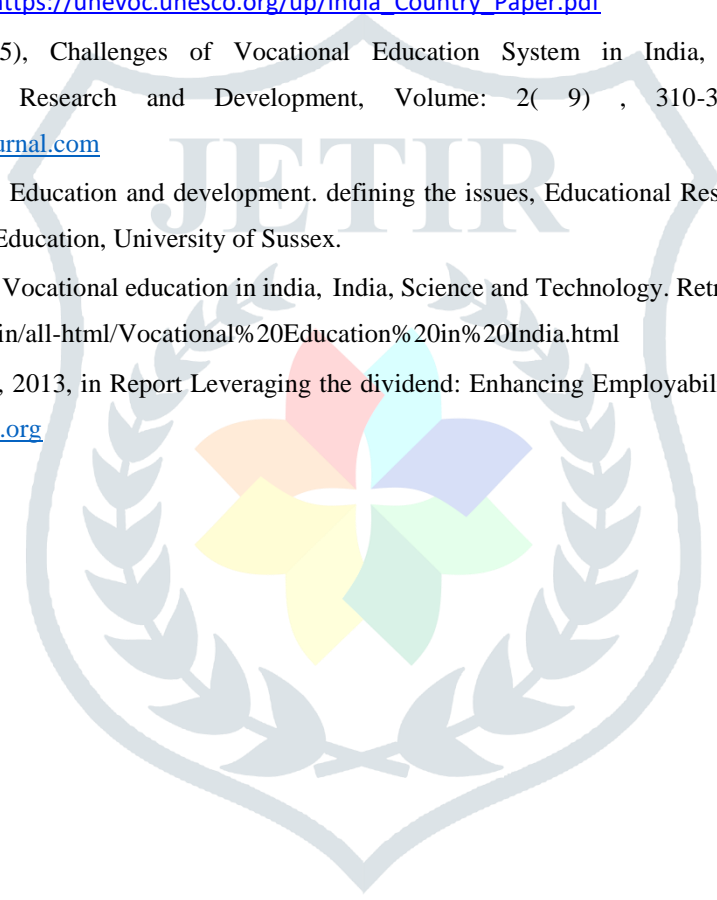 https://unevoc.unesco.org/up/India_Country_Paper.pdf
5), Challenges of Vocational Education System in India,
Research and Development, Volume: 2( 9) , 310-3
urnal.com
JETIR
Education and development. defining the issues, Educational Res
Education, University of Sussex.
Vocational education in india, India, Science and Technology. Retr
in/all-html/Vocational%20Education%20in%20India.html
, 2013, in Report Leveraging the dividend: Enhancing Employabil
.org